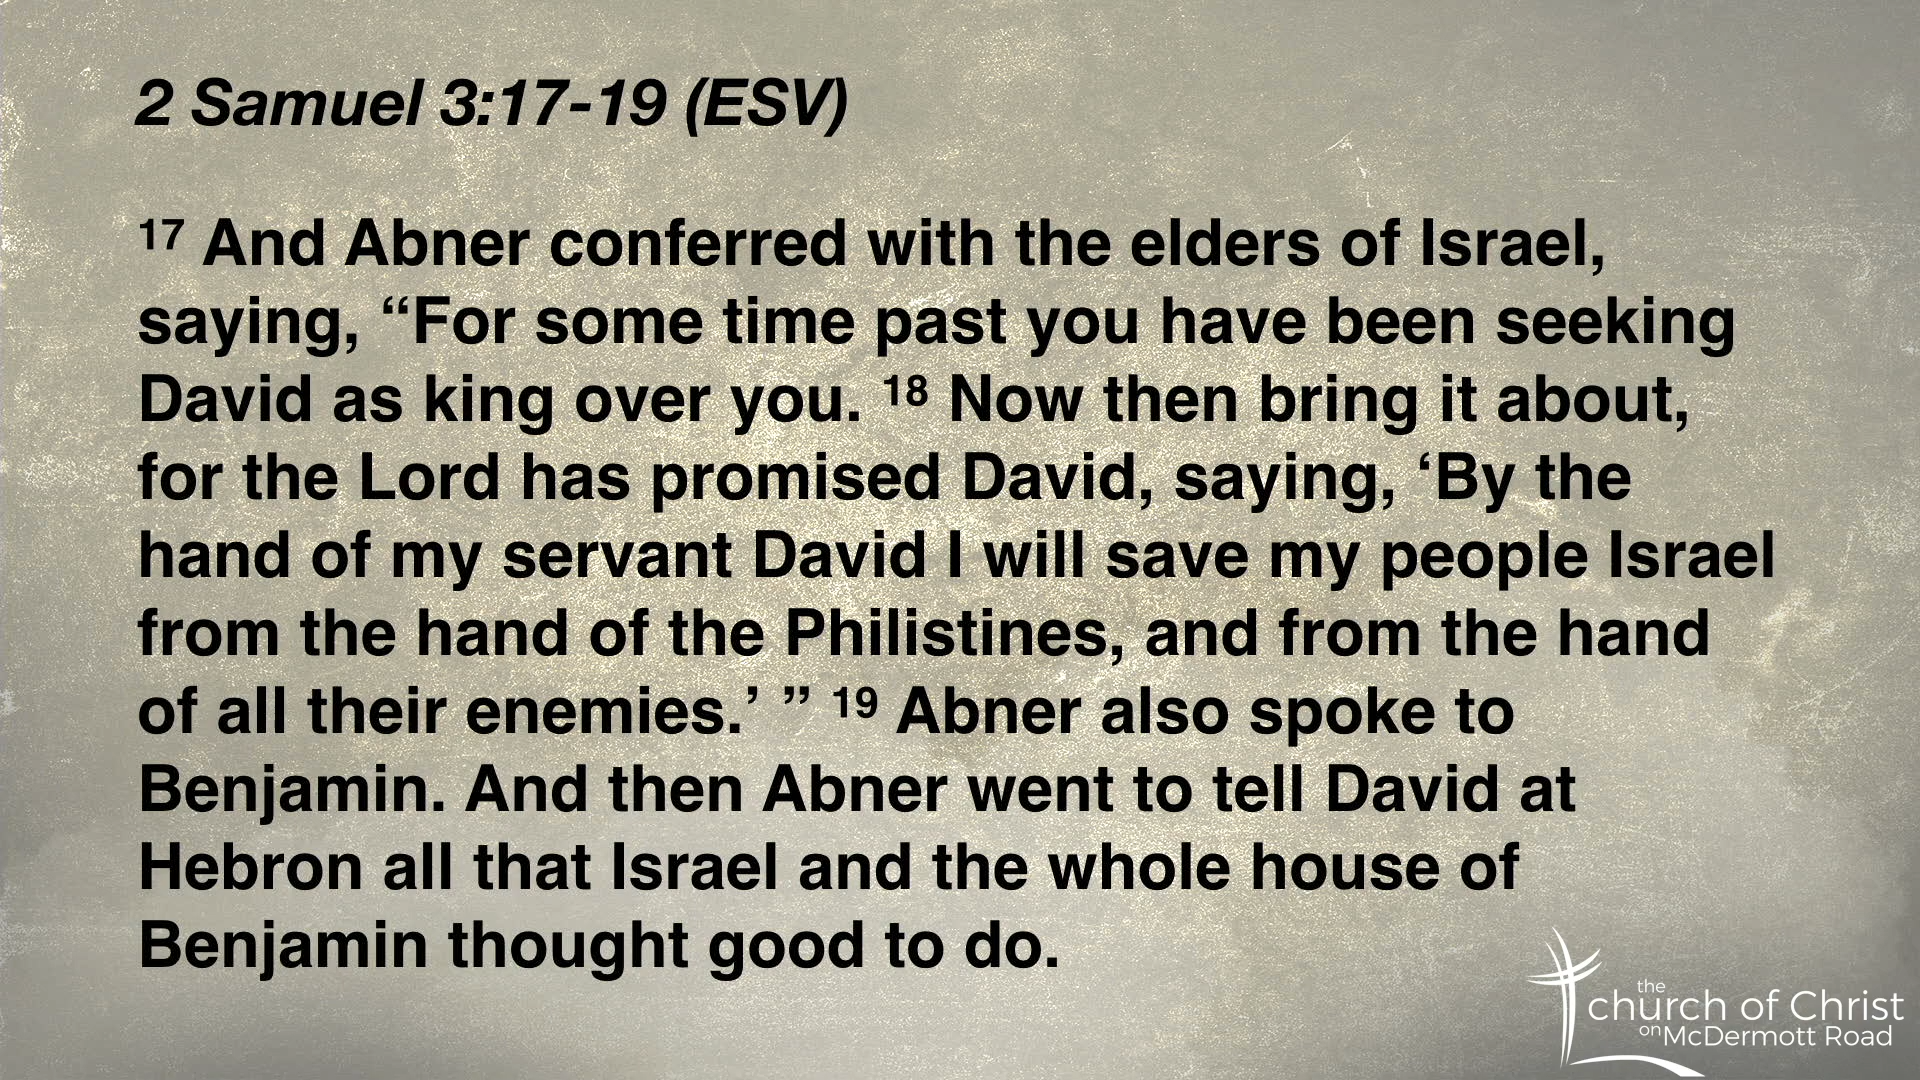 2 Samuel 3:17-19 (ESV)
17 And Abner conferred with the elders of Israel,
saying, “For some time past you have been seeking
David as king over you. 18 Now then bring it about,
for the Lord has promised David, saying, ‘By the
hand of my servant David I will save my people Israel
from the hand of the Philistines, and from the hand
of all their enemies.’ ” 19 Abner also spoke to
Benjamin. And then Abner went to tell David at
Hebron all that Israel and the whole house of
Benjamin thought good to do.
the
church of Christ
on McDermott Road